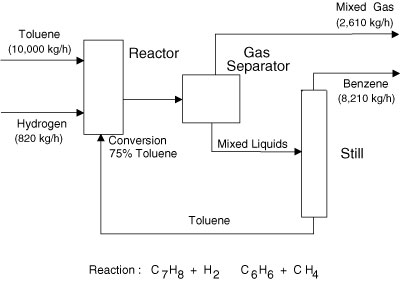 Toluene
(10,000 kg/h)
Reactor
Gas
Separator
Mixed Gas
(2,610 kg/h)
Benzene
(8,210 kg/h)
Hydrogen
(820 kg/h)
Conversion
75% Toluene
Mixed Liquids
Still
Toluene
Reaction : C7H8 + H2 C6H6 + CH4